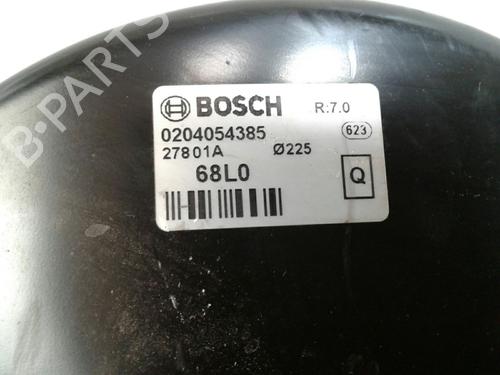 BOSCH R:7.0
0204054385 623
27801A Ø225
68L0 Q
B-PARTS